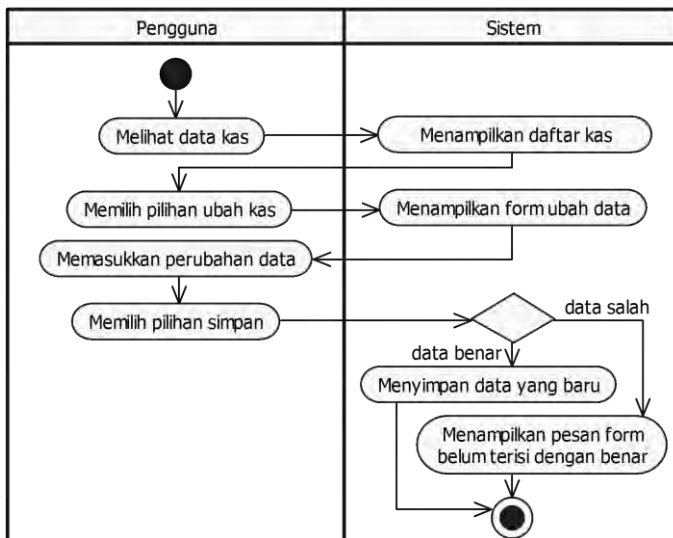 Pengguna
Sistem
Melihat data kas
Menampilkan daftar kas
Memilih pilihan ubah kas
Menampilkan form ubah data
Memasukkan perubahan data
Memilih pilihan simpan
data salah
data benar
Menyimpan data yang baru
Menampilkan pesan form
belum terisi dengan benar